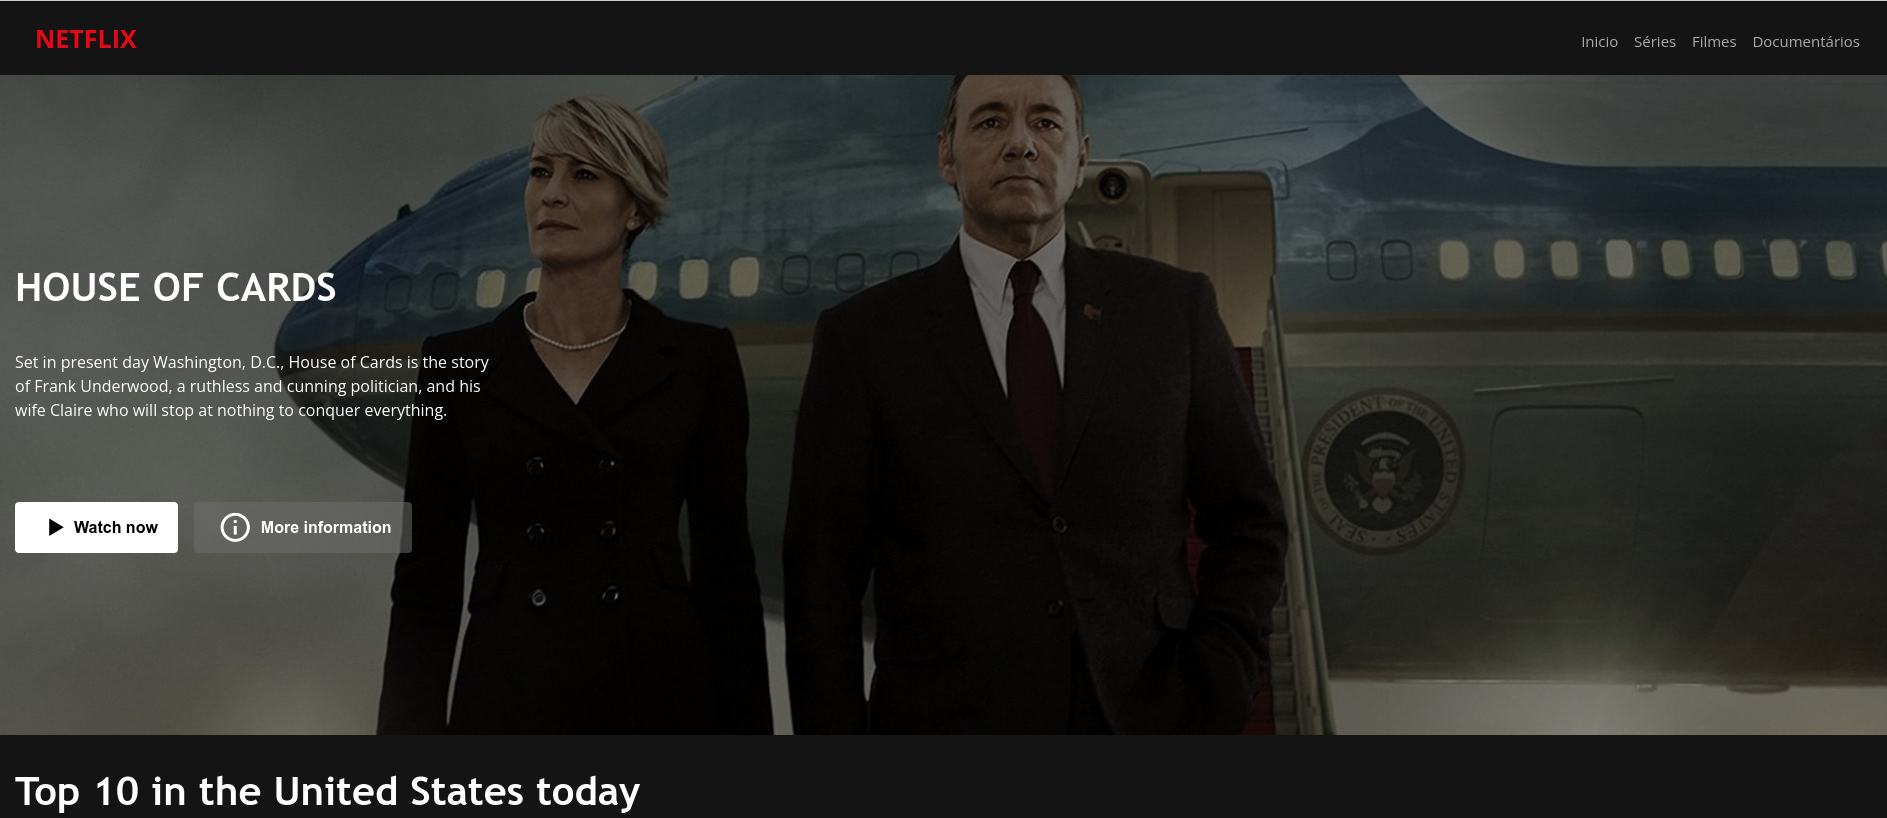 NETFLIX
Inicio Séries Filmes Documentários
HOUSE OF CARDS
Set in present day Washington, D.C., House of Cards is the story
of Frank Underwood, a ruthless and cunning politician, and his
wife Claire who will stop at nothing to conquer everything.
Watch now
More information
SEAL OF THE PRESIDENT OF THE UNITED STATES
Top 10 in the United States today